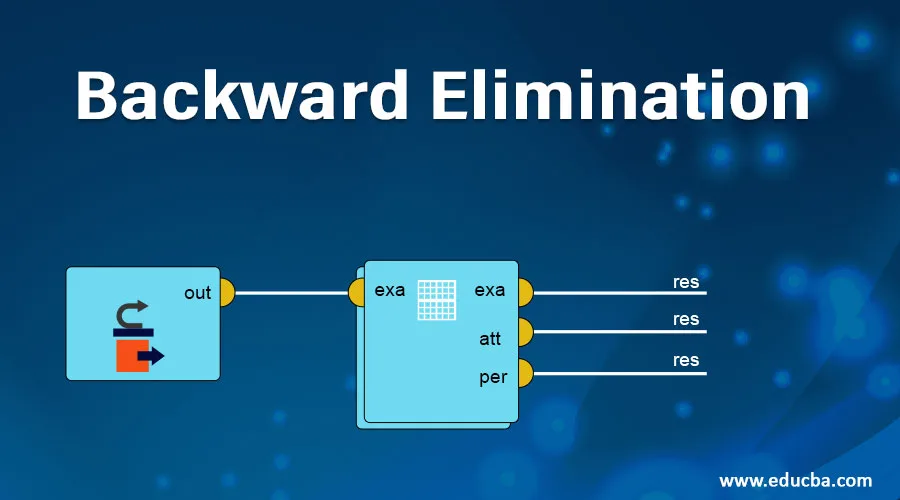 Backward Elimination
out
exa
exa
res
att
res
per
res
www.educba.com